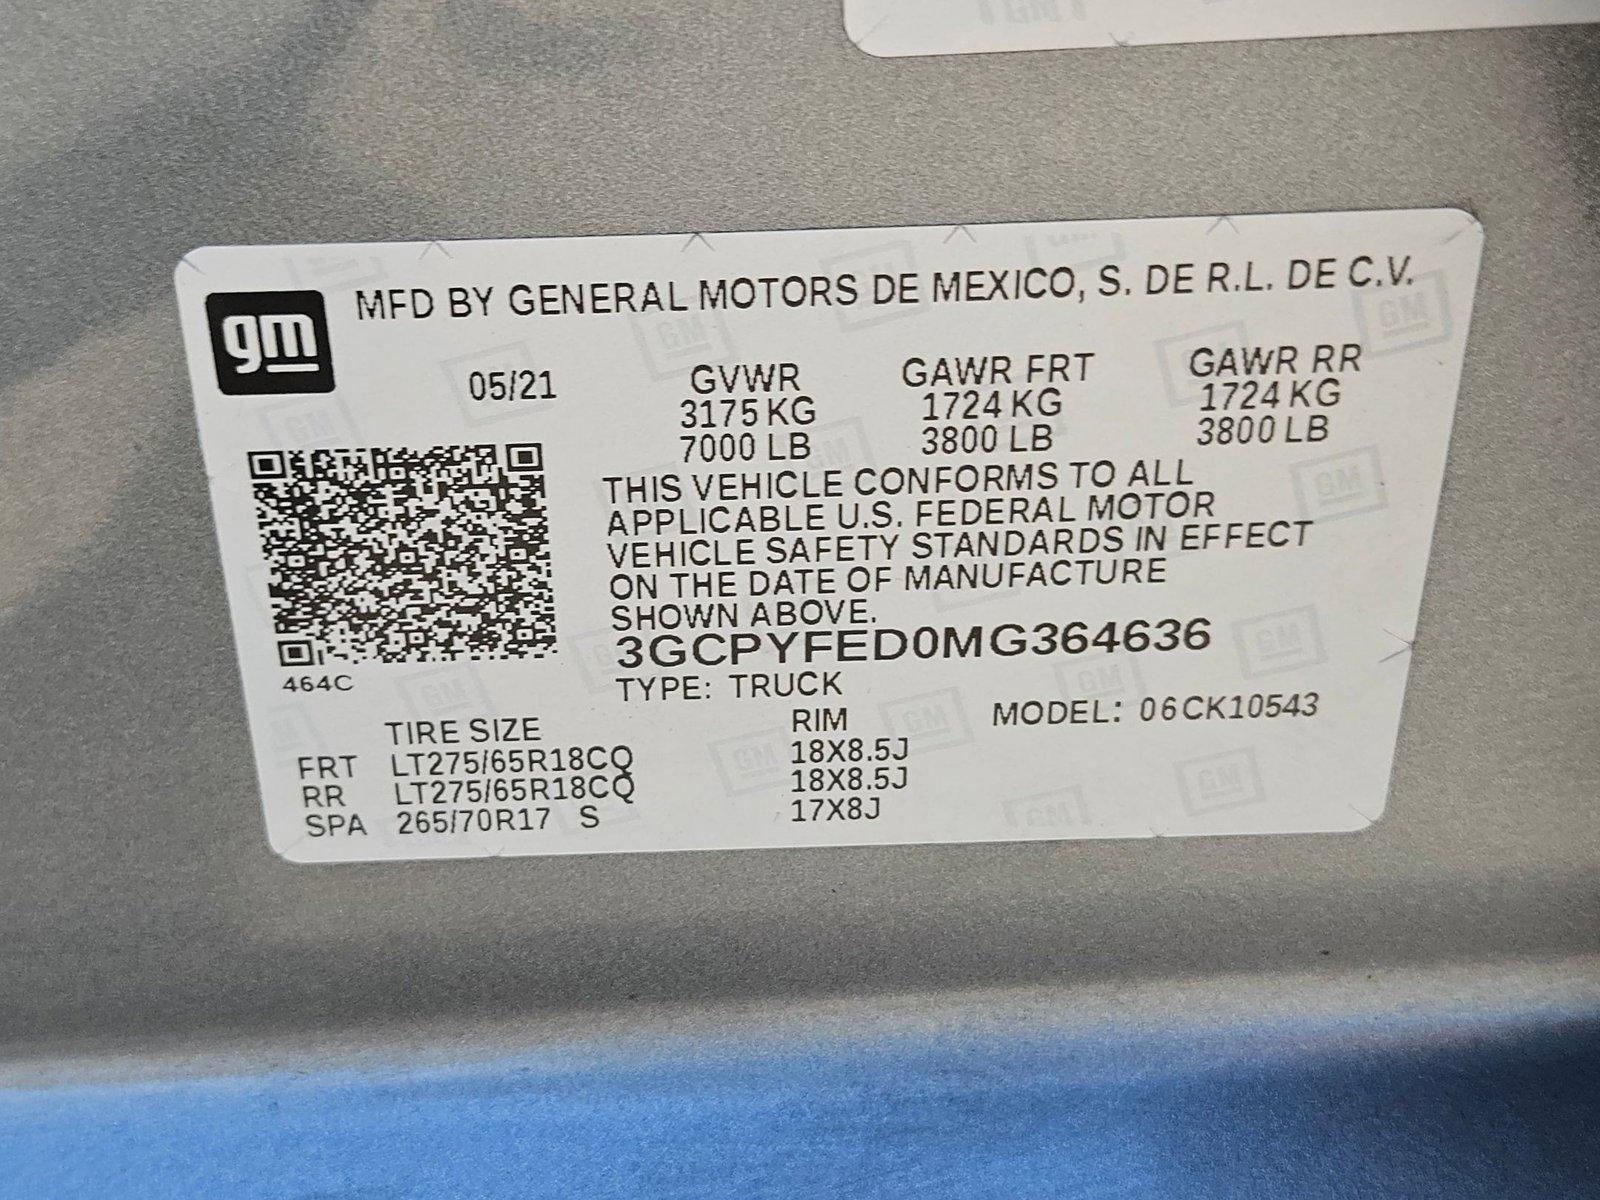 gm
MFD BY GENERAL MOTORS DE MEXICO, S. DE R.L. DE C.V.
05/21 GVWR GAWR FRT GAWR RR
3175 KG 1724 KG 1724 KG
7000 LB 3800 LB 3800 LB
THIS VEHICLE CONFORMS TO ALL
APPLICABLE U.S. FEDERAL MOTOR
VEHICLE SAFETY STANDARDS IN EFFECT
ON THE DATE OF MANUFACTURE
SHOWN ABOVE.
3GCPYFED0MG364636
464C
TYPE: TRUCK
TIRE SIZE RIM MODEL: 06CK10543
FRT LT275/65R18CQ 18X8.5J
RR LT275/65R18CQ 18X8.5J
SPA 265/70R17 S 17X8J